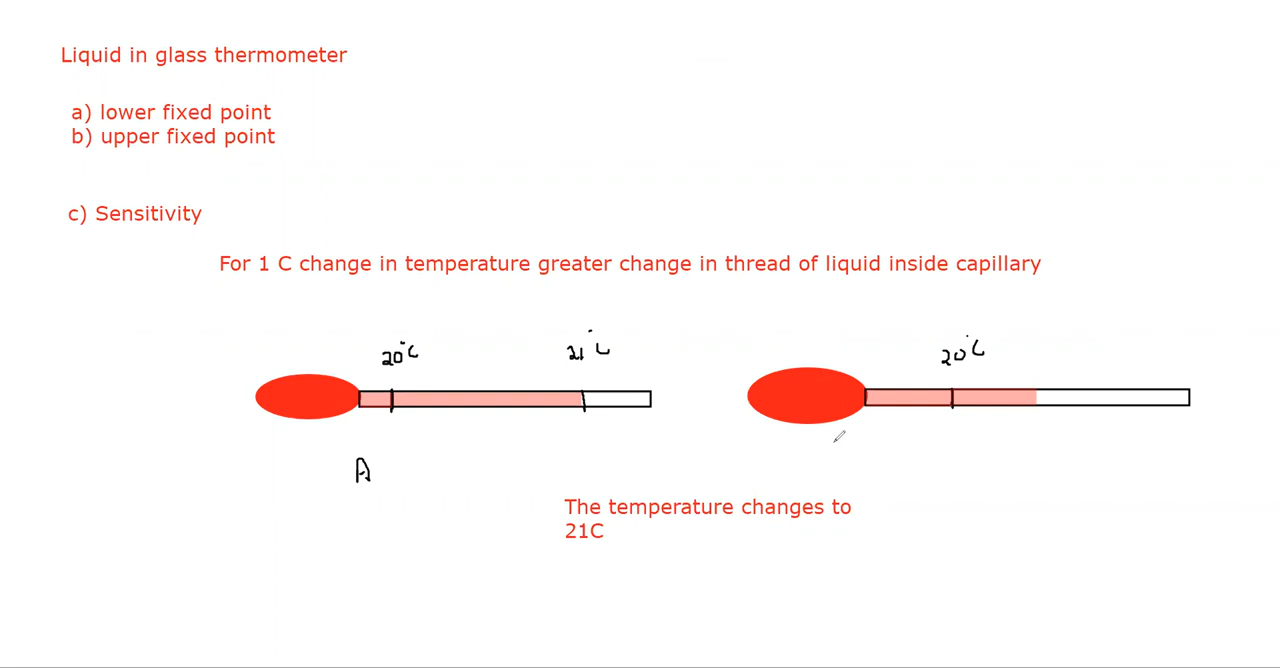 Liquid in glass thermometer
a) lower fixed point
b) upper fixed point
c) Sensitivity
For 1 C change in temperature greater change in thread of liquid inside capillary
20°C
21°C
20°C
A
The temperature changes to
21C